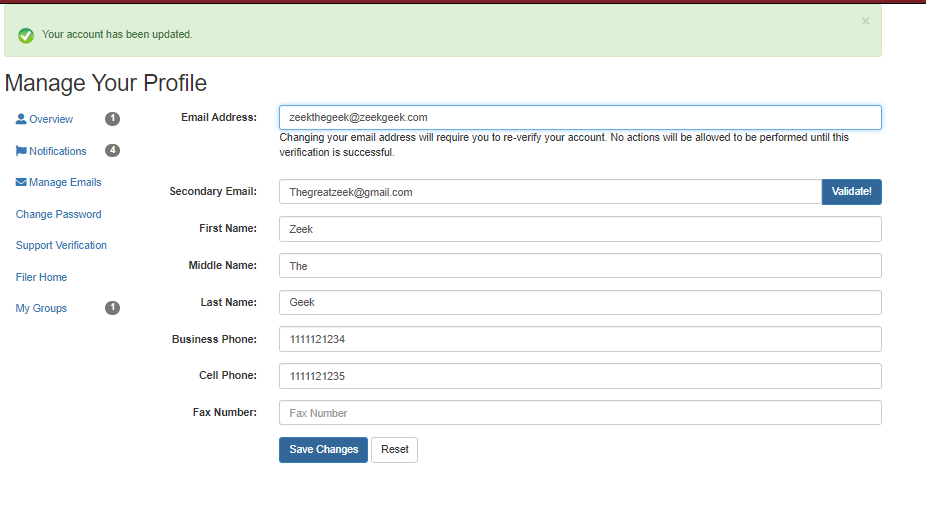 Your account has been updated.
×
Manage Your Profile
Overview 1
Notifications 4
Manage Emails
Change Password
Support Verification
Filer Home
My Groups 1
Email Address: zeekthegeek@zeekgeek.com
Changing your email address will require you to re-verify your account. No actions will be allowed to be performed until this
verification is successful.
Secondary Email: Thegreatzeek@gmail.com Validate!
First Name: Zeek
Middle Name: The
Last Name: Geek
Business Phone: 1111121234
Cell Phone: 1111121235
Fax Number: Fax Number
Save Changes Reset